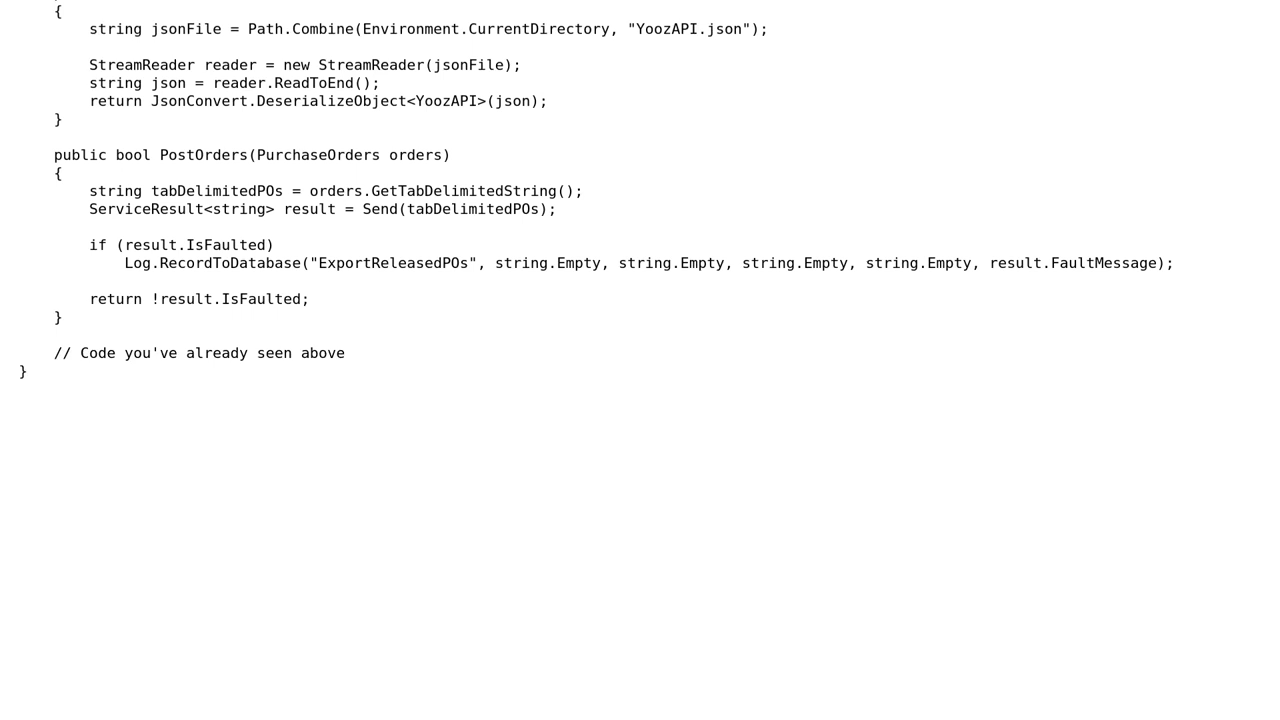 {
string jsonFile = Path.Combine(Environment.CurrentDirectory, "YoozAPI.json");
StreamReader reader = new StreamReader(jsonFile);
string json = reader.ReadToEnd();
return JsonConvert.DeserializeObject<YoozAPI>(json);
}
public bool PostOrders(PurchaseOrders orders)
{
string tabDelimitedPOs = orders.GetTabDelimitedString();
ServiceResult<string> result = Send(tabDelimitedPOs);
if (result.IsFaulted)
Log.RecordToDatabase("ExportReleasedPOs", string.Empty, string.Empty, string.Empty, string.Empty, result.FaultMessage);
return !result.IsFaulted;
}
// Code you've already seen above
}